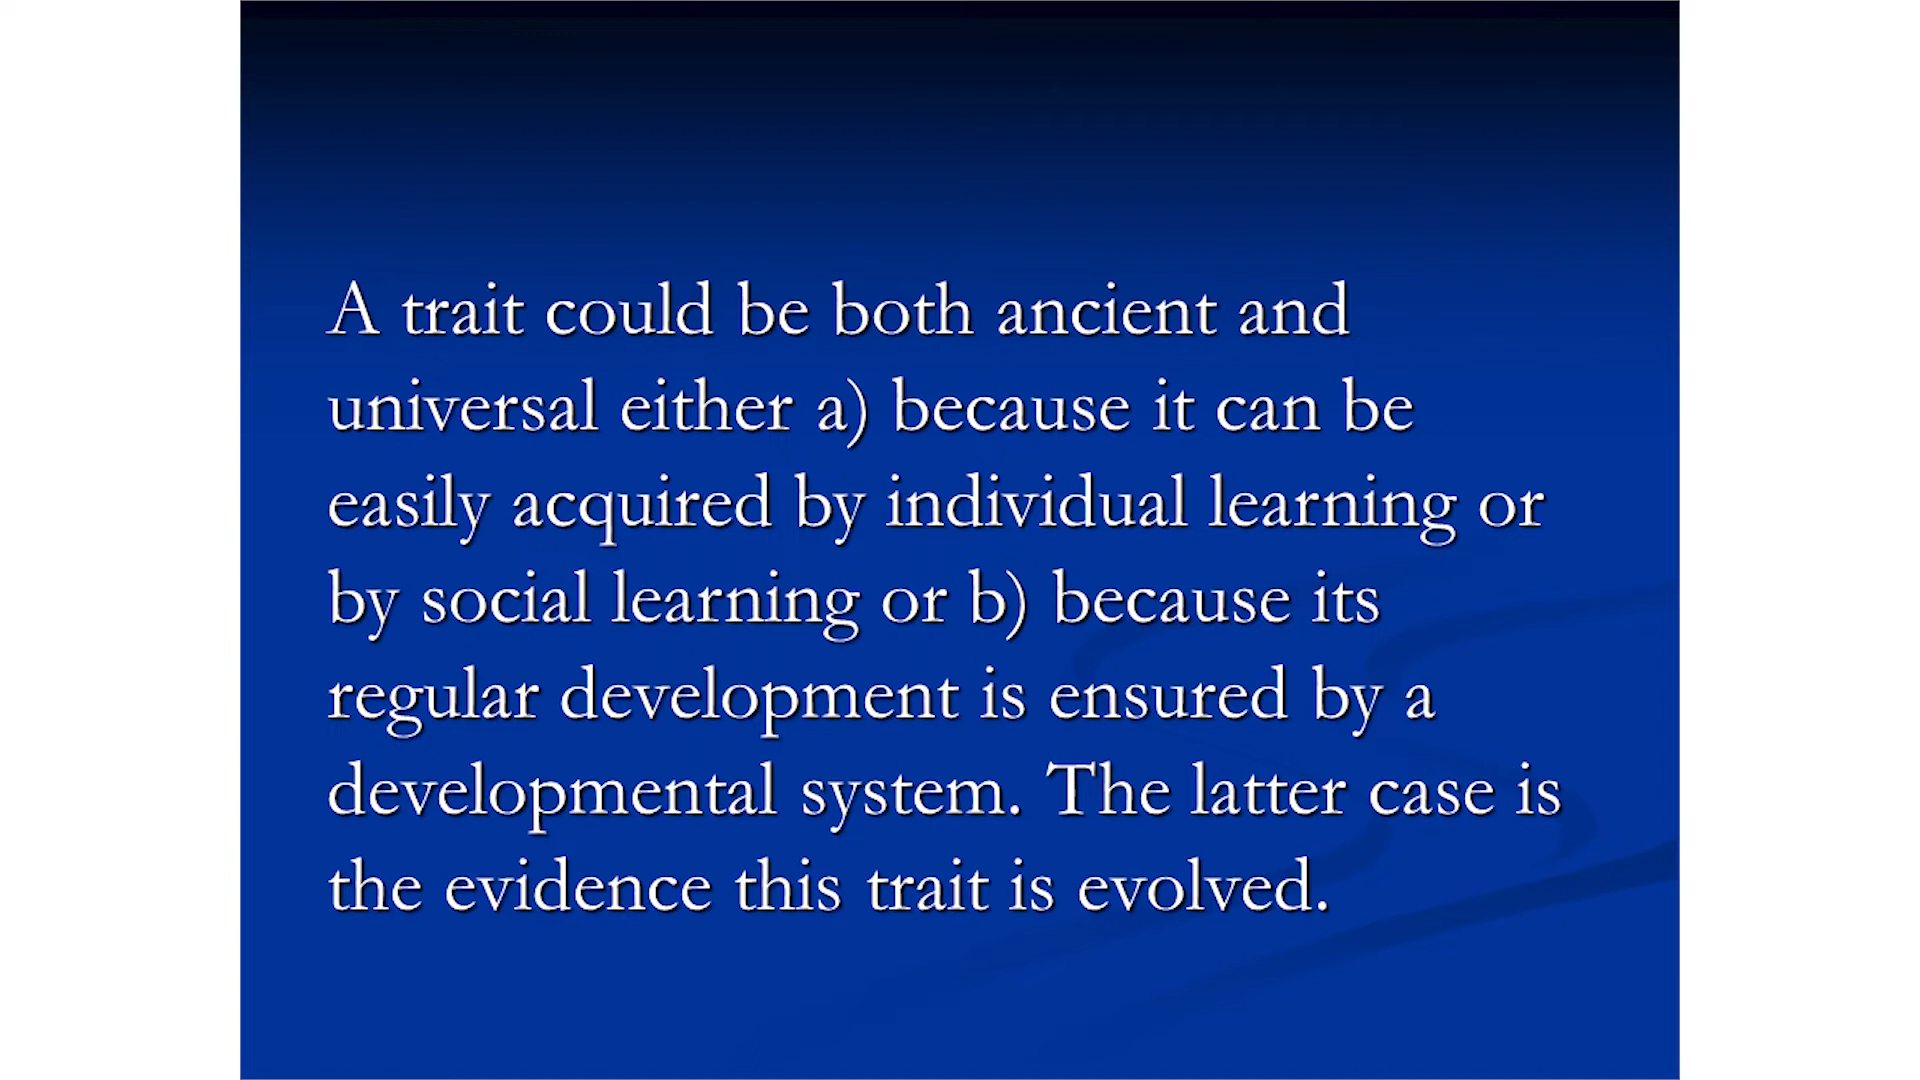 A trait could be both ancient and
universal either a) because it can be
easily acquired by individual learning or
by social learning or b) because its
regular development is ensured by a
developmental system. The latter case is
the evidence this trait is evolved.